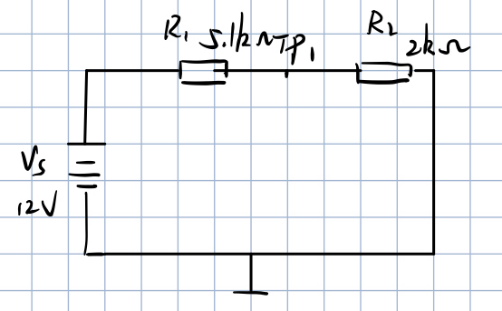 R₁ 5.1kΩ TP₁ R₂ 2kΩ
Vs
12V